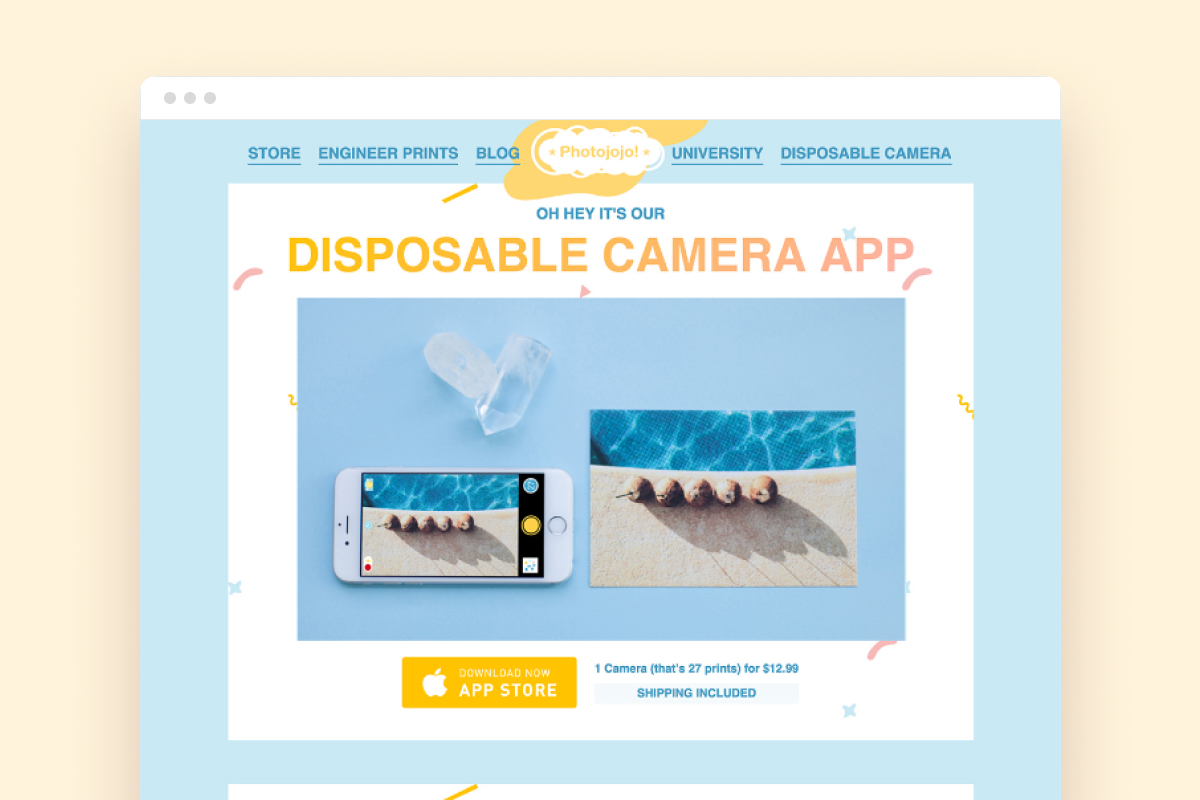 STORE ENGINEER PRINTS BLOG Photojojo! UNIVERSITY DISPOSABLE CAMERA
OH HEY IT'S OUR
DISPOSABLE CAMERA APP
DOWNLOAD NOW
APP STORE
1 Camera (that's 27 prints) for $12.99
SHIPPING INCLUDED